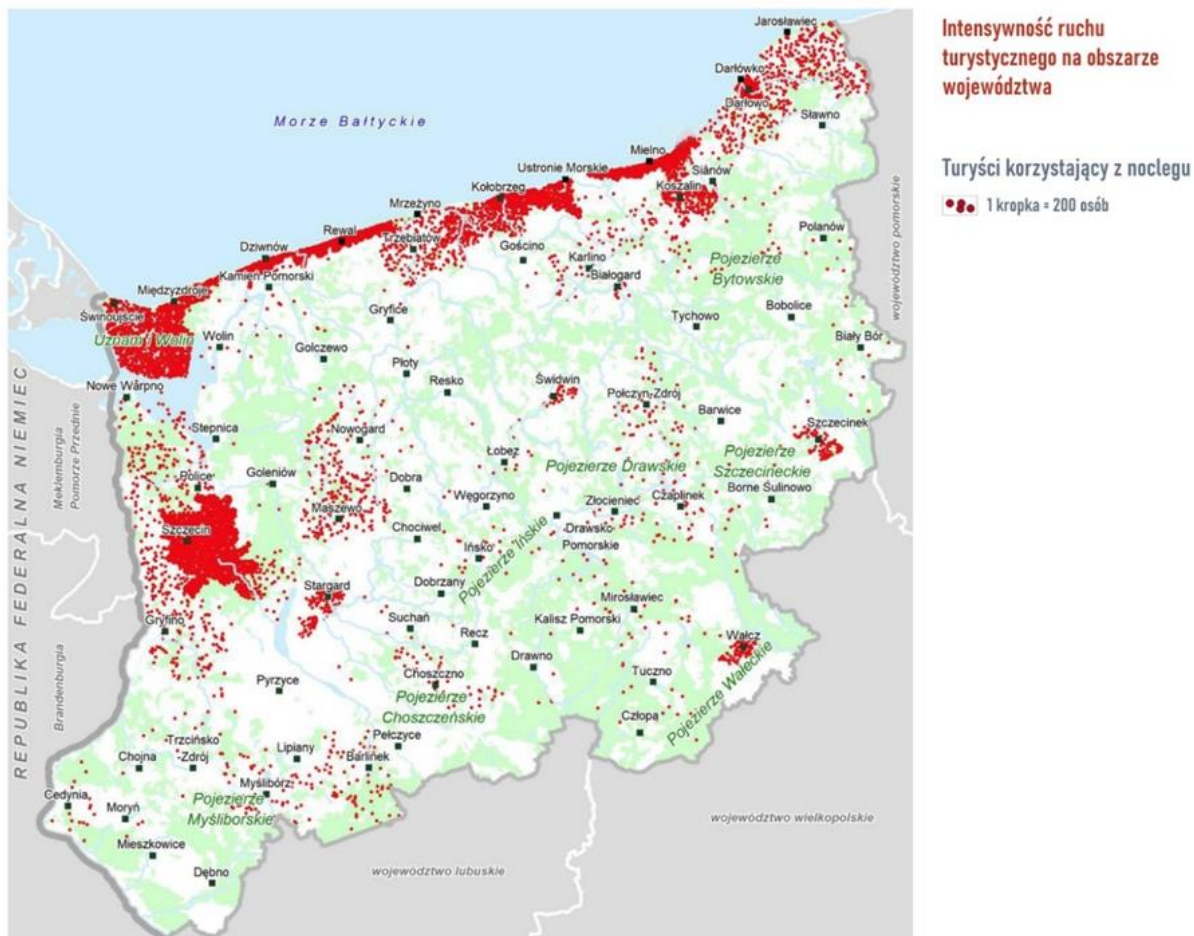 Jarosławiec
Darłówko
Darłowo
Sławno
Morze Bałtyckie
Mielno
Sianów
Ustronie Morskie
Koszalin
Kołobrzeg
Mrzeżyno
Rewal
Trzebiatów
Polanów
Dziwnów
Gościno
Karlino
Pojezierze
Bytowskie
Kamień Pomorski
Białogard
Międzyzdroje
Świnoujście
Gryfice
Bobolice
Tychowo
Uznam i Wolin
Wolin
Biały Bór
Golczewo
Płoty
Nowe Warpno
Resko
Świdwin
Połczyn-Zdrój
Barwice
Szczecinek
Stepnica
Nowogard
Łobez
Pojezierze Drawskie
Pojezierze
Szczecineckie
Police
Goleniów
Dobra
Węgorzyno
Złocieniec
Czaplinek
Borne Sulinowo
Maszewo
Szczecin
Chociwel
Drawsko
Pomorskie
Ińsko
Pojezierze Ińskie
Stargard
Dobrzany
Mirosławiec
Gryfino
Suchań
Recz
Kalisz Pomorski
Wałcz
Drawno
Choszczno
Tuczno
Pyrzyce
Pojezierze
Choszczeńskie
Pojezierze Wałeckie
Człopa
Pełczyce
Trzcińsko
-Zdrój
Lipiany
Barlinek
Chojna
Myślibórz
Cedynia
Moryń
Pojezierze
Myśliborskie
Mieszkowice
Dębno
REPUBLIKA FEDERALNA NIEMIEC
Meklemburgia
Pomorze Przednie
Brandenburgia
województwo pomorskie
województwo wielkopolskie
województwo lubuskie
Intensywność ruchu
turystycznego na obszarze
województwa
Turyści korzystający z noclegu
1 kropka = 200 osób